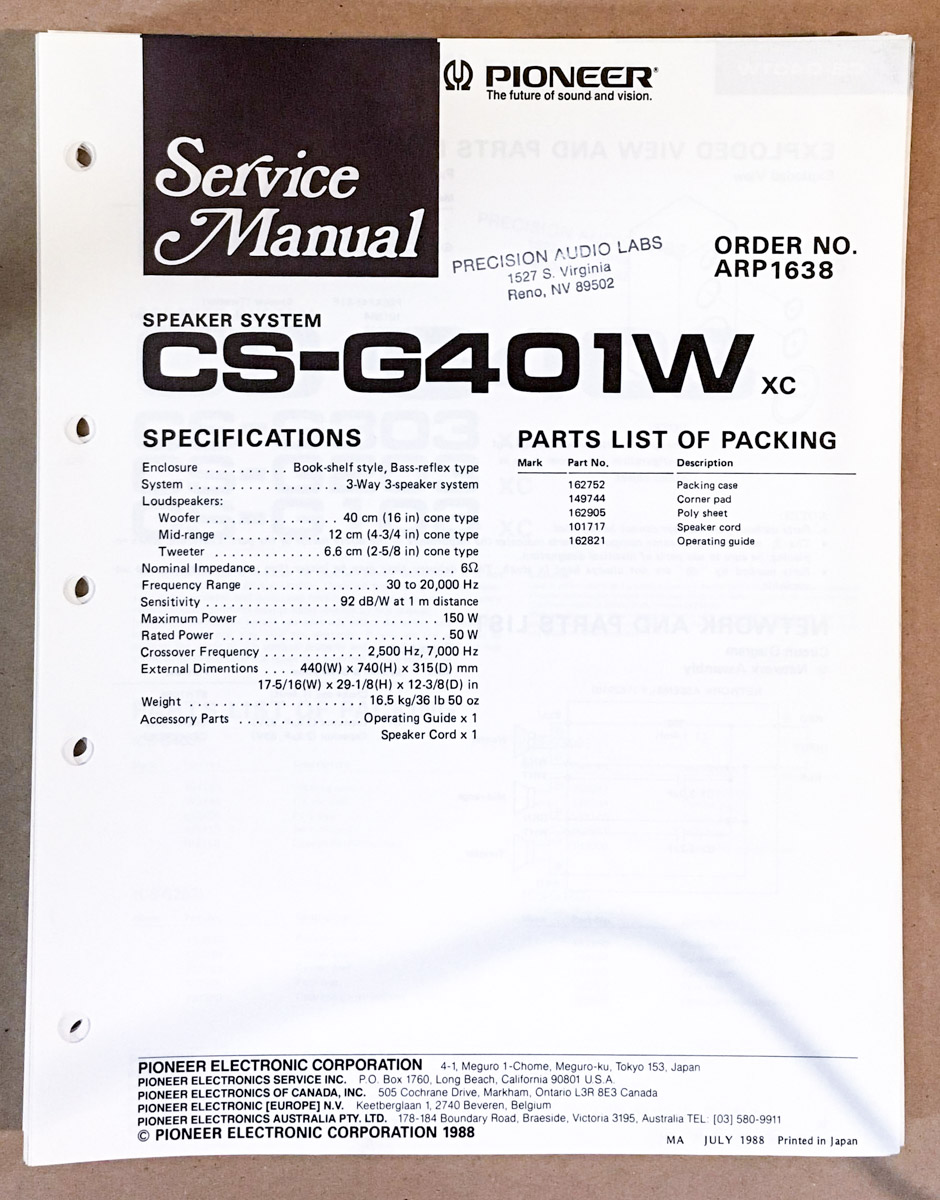 PIONEER®
The future of sound and vision.
Service
Manual
PRECISION AUDIO LABS
1527 S. Virginia
Reno, NV 89502
ORDER NO.
ARP1638
SPEAKER SYSTEM
CS-G401W XC
SPECIFICATIONS
Enclosure . . . . . . . . . . Book-shelf style, Bass-reflex type
System . . . . . . . . . . . . . . . . . . 3-Way 3-speaker system
Loudspeakers:
Woofer . . . . . . . . . . . . . . . . 40 cm (16 in) cone type
Mid-range . . . . . . . . . . . . 12 cm (4-3/4 in) cone type
Tweeter . . . . . . . . . . . . . 6.6 cm (2-5/8 in) cone type
Nominal Impedance. . . . . . . . . . . . . . . . . . . . . . . . 6Ω
Frequency Range . . . . . . . . . . . . . . . . . 30 to 20,000 Hz
Sensitivity . . . . . . . . . . . . . . . . 92 dB/W at 1 m distance
Maximum Power . . . . . . . . . . . . . . . . . . . . . . . . 150 W
Rated Power . . . . . . . . . . . . . . . . . . . . . . . . . . . 50 W
Crossover Frequency . . . . . . . . . . . . . 2,500 Hz, 7,000 Hz
External Dimentions . . . . 440(W) x 740(H) x 315(D) mm
17-5/16(W) x 29-1/8(H) x 12-3/8(D) in
Weight . . . . . . . . . . . . . . . . . . . . . 16.5 kg/36 lb 50 oz
Accessory Parts . . . . . . . . . . . . . . . Operating Guide x 1
Speaker Cord x 1
PARTS LIST OF PACKING
Mark Part No. Description
162752 Packing case
149744 Corner pad
162905 Poly sheet
101717 Speaker cord
162821 Operating guide
PIONEER ELECTRONIC CORPORATION 4-1, Meguro 1-Chome, Meguro-ku, Tokyo 153, Japan
PIONEER ELECTRONICS SERVICE INC. P.O. Box 1760, Long Beach, California 90801 U.S.A.
PIONEER ELECTRONICS OF CANADA, INC. 505 Cochrane Drive, Markham, Ontario L3R 8E3 Canada
PIONEER ELECTRONIC [EUROPE] N.V. Keetberglaan 1, 2740 Beveren, Belgium
PIONEER ELECTRONICS AUSTRALIA PTY. LTD. 178-184 Boundary Road, Braeside, Victoria 3195, Australia TEL: [03] 580-9911
© PIONEER ELECTRONIC CORPORATION 1988
MA JULY 1988 Printed in Japan